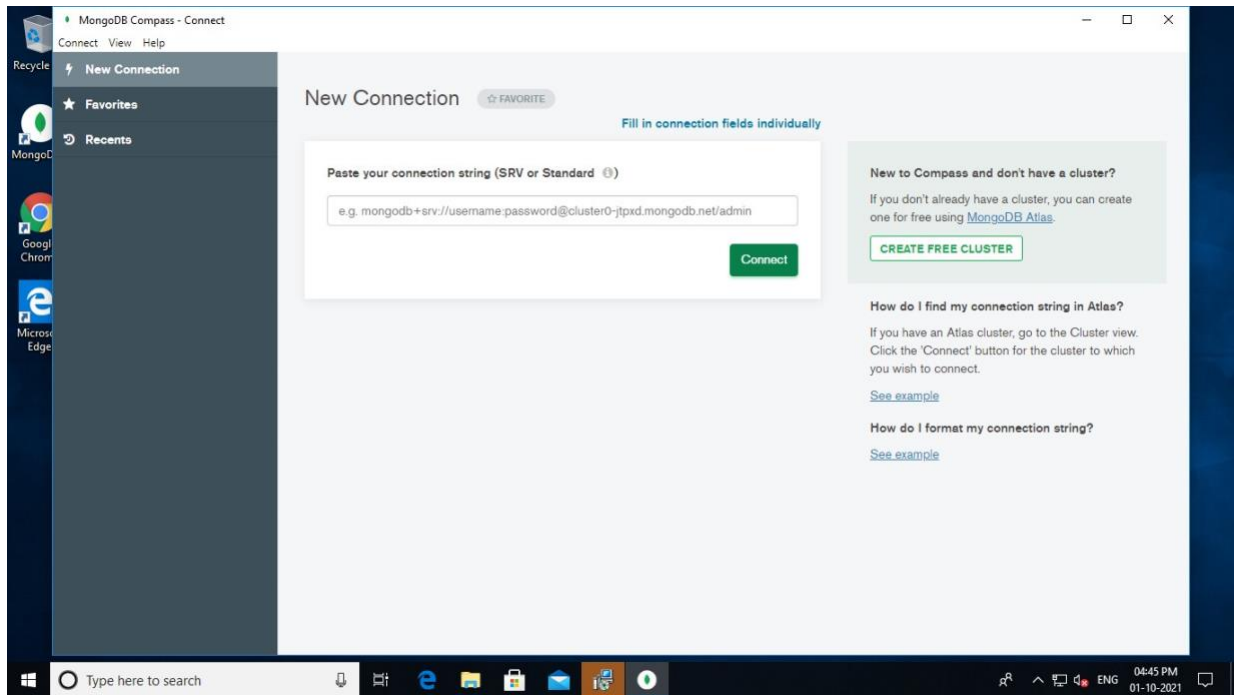 MongoDB Compass - Connect
Connect View Help
Recycle
MongoD
Googl
Chrom
Micros
Edge
New Connection
Favorites
Recents
New Connection
FAVORITE
Fill in connection fields individually
Paste your connection string (SRV or Standard )
e.g. mongodb+srv://username:password@cluster0-jtpxd.mongodb.net/admin
Connect
New to Compass and don't have a cluster?
If you don't already have a cluster, you can create
one for free using MongoDB Atlas.
CREATE FREE CLUSTER
How do I find my connection string in Atlas?
If you have an Atlas cluster, go to the Cluster view.
Click the 'Connect' button for the cluster to which
you wish to connect.
See example
How do I format my connection string?
See example
Type here to search
ENG
04:45 PM
01-10-2021